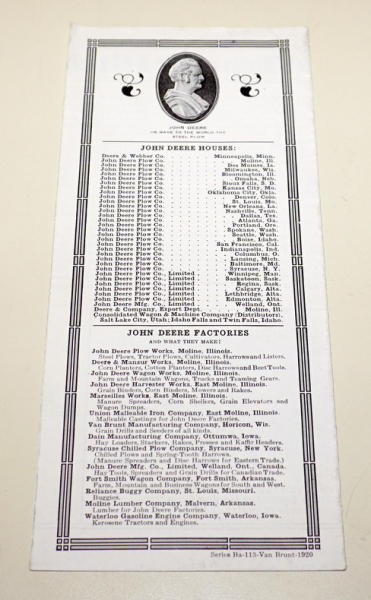 JOHN DEERE
HE GAVE TO THE WORLD THE
STEEL PLOW
JOHN DEERE HOUSES:
Deere & Webber Co. Minneapolis, Minn.
John Deere Plow Co. Moline, Ill.
John Deere Plow Co. Des Moines, Ia.
John Deere Plow Co. Milwaukee, Wis.
John Deere Plow Co. Bloomington, Ill.
John Deere Plow Co. Omaha, Neb.
John Deere Plow Co. Sioux Falls, S. D.
John Deere Plow Co. Kansas City, Mo.
John Deere Plow Co. Oklahoma City, Okla.
John Deere Plow Co. Denver, Colo.
John Deere Plow Co. St. Louis, Mo.
John Deere Plow Co. New Orleans, La.
John Deere Plow Co. Nashville, Tenn.
John Deere Plow Co. Dallas, Tex.
John Deere Plow Co. Atlanta, Ga.
John Deere Plow Co. Portland, Ore.
John Deere Plow Co. Spokane, Wash.
John Deere Plow Co. Seattle, Wash.
John Deere Plow Co. Boise, Idaho.
John Deere Plow Co. San Francisco, Cal.
John Deere Plow Co. Indianapolis, Ind.
John Deere Plow Co. Columbus, O.
John Deere Plow Co. Lansing, Mich.
John Deere Plow Co. Baltimore, Md.
John Deere Plow Co. Syracuse, N. Y.
John Deere Plow Co., Limited Winnipeg, Man.
John Deere Plow Co., Limited Saskatoon, Sask.
John Deere Plow Co., Limited Regina, Sask.
John Deere Plow Co., Limited Calgary, Alta.
John Deere Plow Co., Limited Lethbridge, Alta.
John Deere Plow Co., Limited Edmonton, Alta.
John Deere Mfg. Co., Limited Welland, Ont.
Deere & Company, Export Dept. Moline, Ill.
Consolidated Wagon & Machine Company (Distributors),
Salt Lake City, Utah; Idaho Falls and Twin Falls, Idaho.
JOHN DEERE FACTORIES
AND WHAT THEY MAKE:
John Deere Plow Works, Moline, Illinois.
Steel Plows, Tractor Plows, Cultivators, Harrows and Listers.
Deere & Mansur Works, Moline, Illinois.
Corn Planters, Cotton Planters, Disc Harrows and Beet Tools.
John Deere Wagon Works, Moline, Illinois.
Farm and Mountain Wagons, Trucks and Teaming Gears.
John Deere Harvester Works, East Moline, Illinois.
Grain Binders, Corn Binders, Mowers and Rakes.
Marseilles Works, East Moline, Illinois.
Manure Spreaders, Corn Shellers, Grain Elevators and
Wagon Dumps.
Union Malleable Iron Company, East Moline, Illinois.
Malleable Castings for John Deere Factories.
Van Brunt Manufacturing Company, Horicon, Wis.
Grain Drills and Seeders of all kinds.
Dain Manufacturing Company, Ottumwa, Iowa.
Hay Loaders, Stackers, Rakes, Presses and Kaffir Headers.
Syracuse Chilled Plow Company, Syracuse, New York.
Chilled Plows and Spring-Tooth Harrows.
(Manure Spreaders and Disc Harrows for Eastern Trade.)
John Deere Mfg. Co., Limited, Welland, Ont., Canada.
Hay Tools, Spreaders and Grain Drills for Canadian Trade.
Fort Smith Wagon Company, Fort Smith, Arkansas.
Farm, Mountain and Business Wagons for South and West.
Reliance Buggy Company, St. Louis, Missouri.
Buggies.
Moline Lumber Company, Malvern, Arkansas.
Lumber for John Deere Factories.
Waterloo Gasoline Engine Company, Waterloo, Iowa.
Kerosene Tractors and Engines.
Series Ba-113-Van Brunt-1920